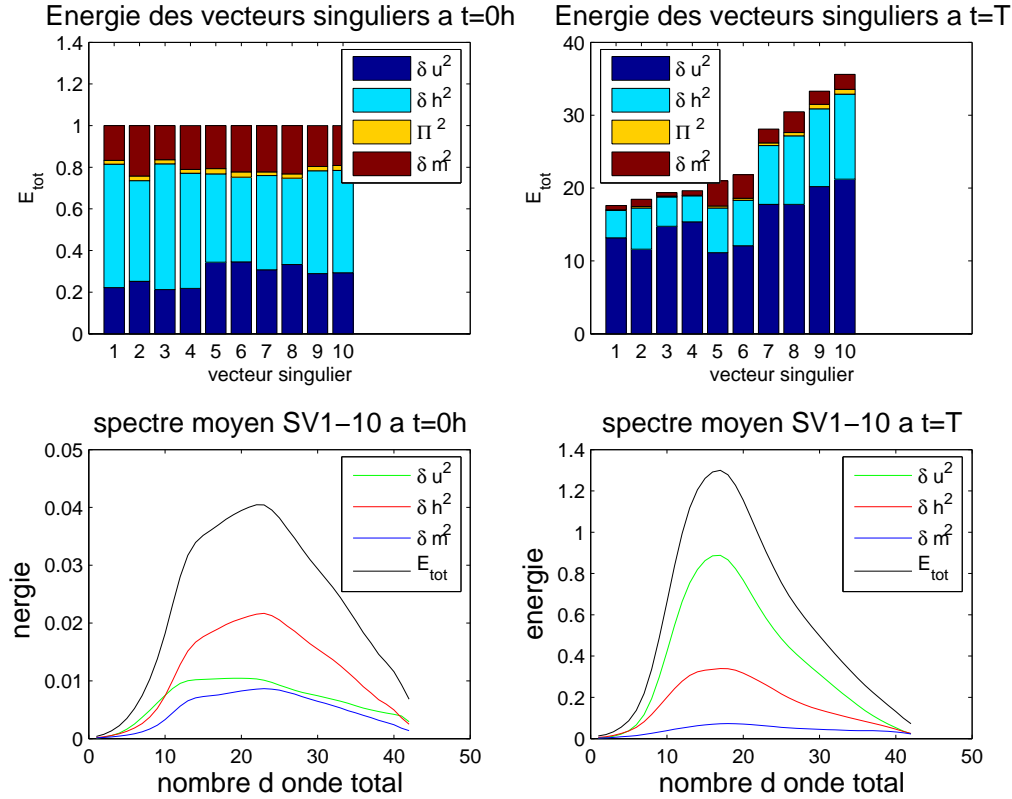 Energie des vecteurs singuliers a t=0h
1.4
1.2
1
0.8
0.6
0.4
0.2
0
E_tot
δ u²
δ h²
Π²
δ m²
1 2 3 4 5 6 7 8 9 10
vecteur singulier
Energie des vecteurs singuliers a t=T
40
30
20
10
0
E_tot
δ u²
δ h²
Π²
δ m²
1 2 3 4 5 6 7 8 9 10
vecteur singulier
spectre moyen SV1−10 a t=0h
0.05
0.04
0.03
0.02
0.01
0
nergie
δ u²
δ h²
δ m²
E_tot
0 10 20 30 40 50
nombre d onde total
spectre moyen SV1−10 a t=T
1.4
1.2
1
0.8
0.6
0.4
0.2
0
energie
δ u²
δ h²
δ m²
E_tot
0 10 20 30 40 50
nombre d onde total